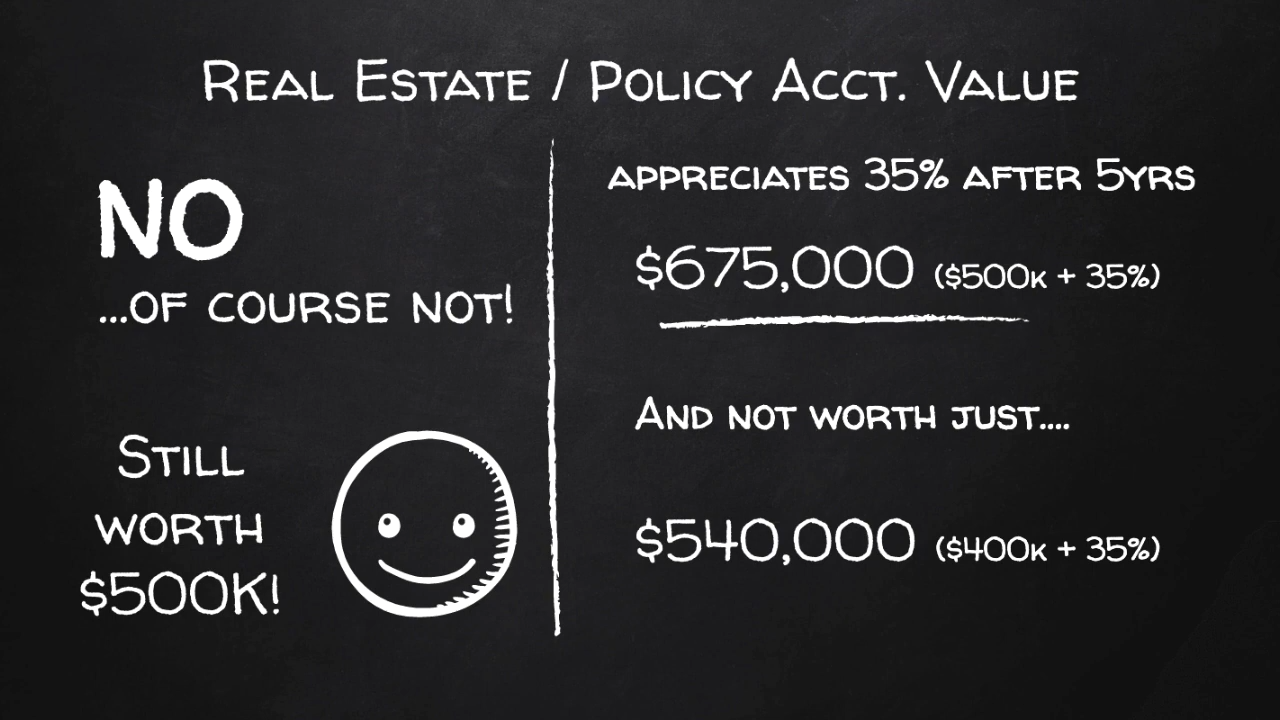 Real Estate / Policy Acct. Value
NO
...of course not!
Still
worth
$500K!
appreciates 35% after 5yrs
$675,000 ($500k + 35%)
And not worth just....
$540,000 ($400k + 35%)